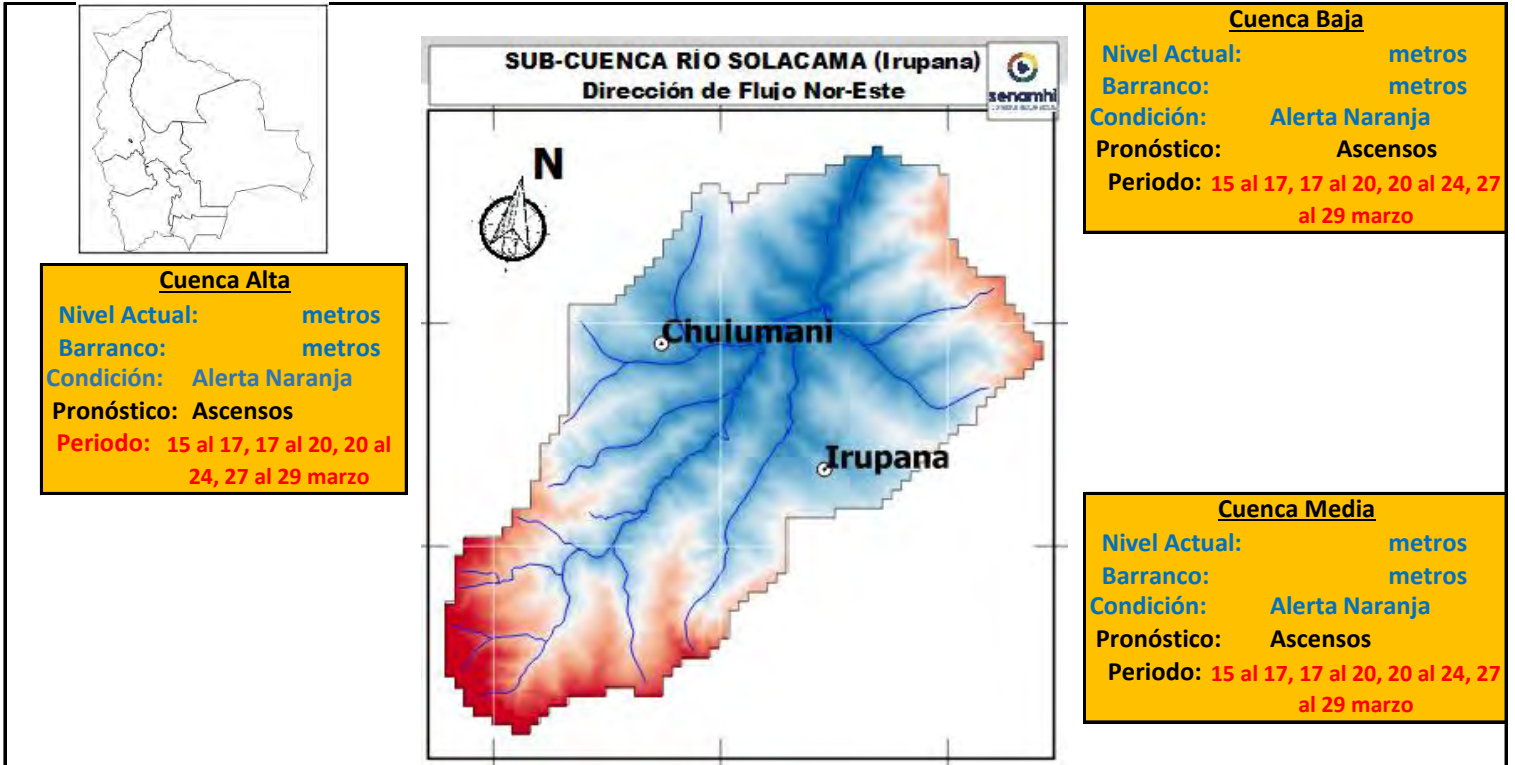 SUB-CUENCA RÍO SOLACAMA (Irupana)
Dirección de Flujo Nor-Este
senamhi
N
Chulumani
Irupana
Cuenca Alta
Nivel Actual: metros
Barranco: metros
Condición: Alerta Naranja
Pronóstico: Ascensos
Periodo: 15 al 17, 17 al 20, 20 al
24, 27 al 29 marzo
Cuenca Baja
Nivel Actual: metros
Barranco: metros
Condición: Alerta Naranja
Pronóstico: Ascensos
Periodo: 15 al 17, 17 al 20, 20 al 24, 27
al 29 marzo
Cuenca Media
Nivel Actual: metros
Barranco: metros
Condición: Alerta Naranja
Pronóstico: Ascensos
Periodo: 15 al 17, 17 al 20, 20 al 24, 27
al 29 marzo